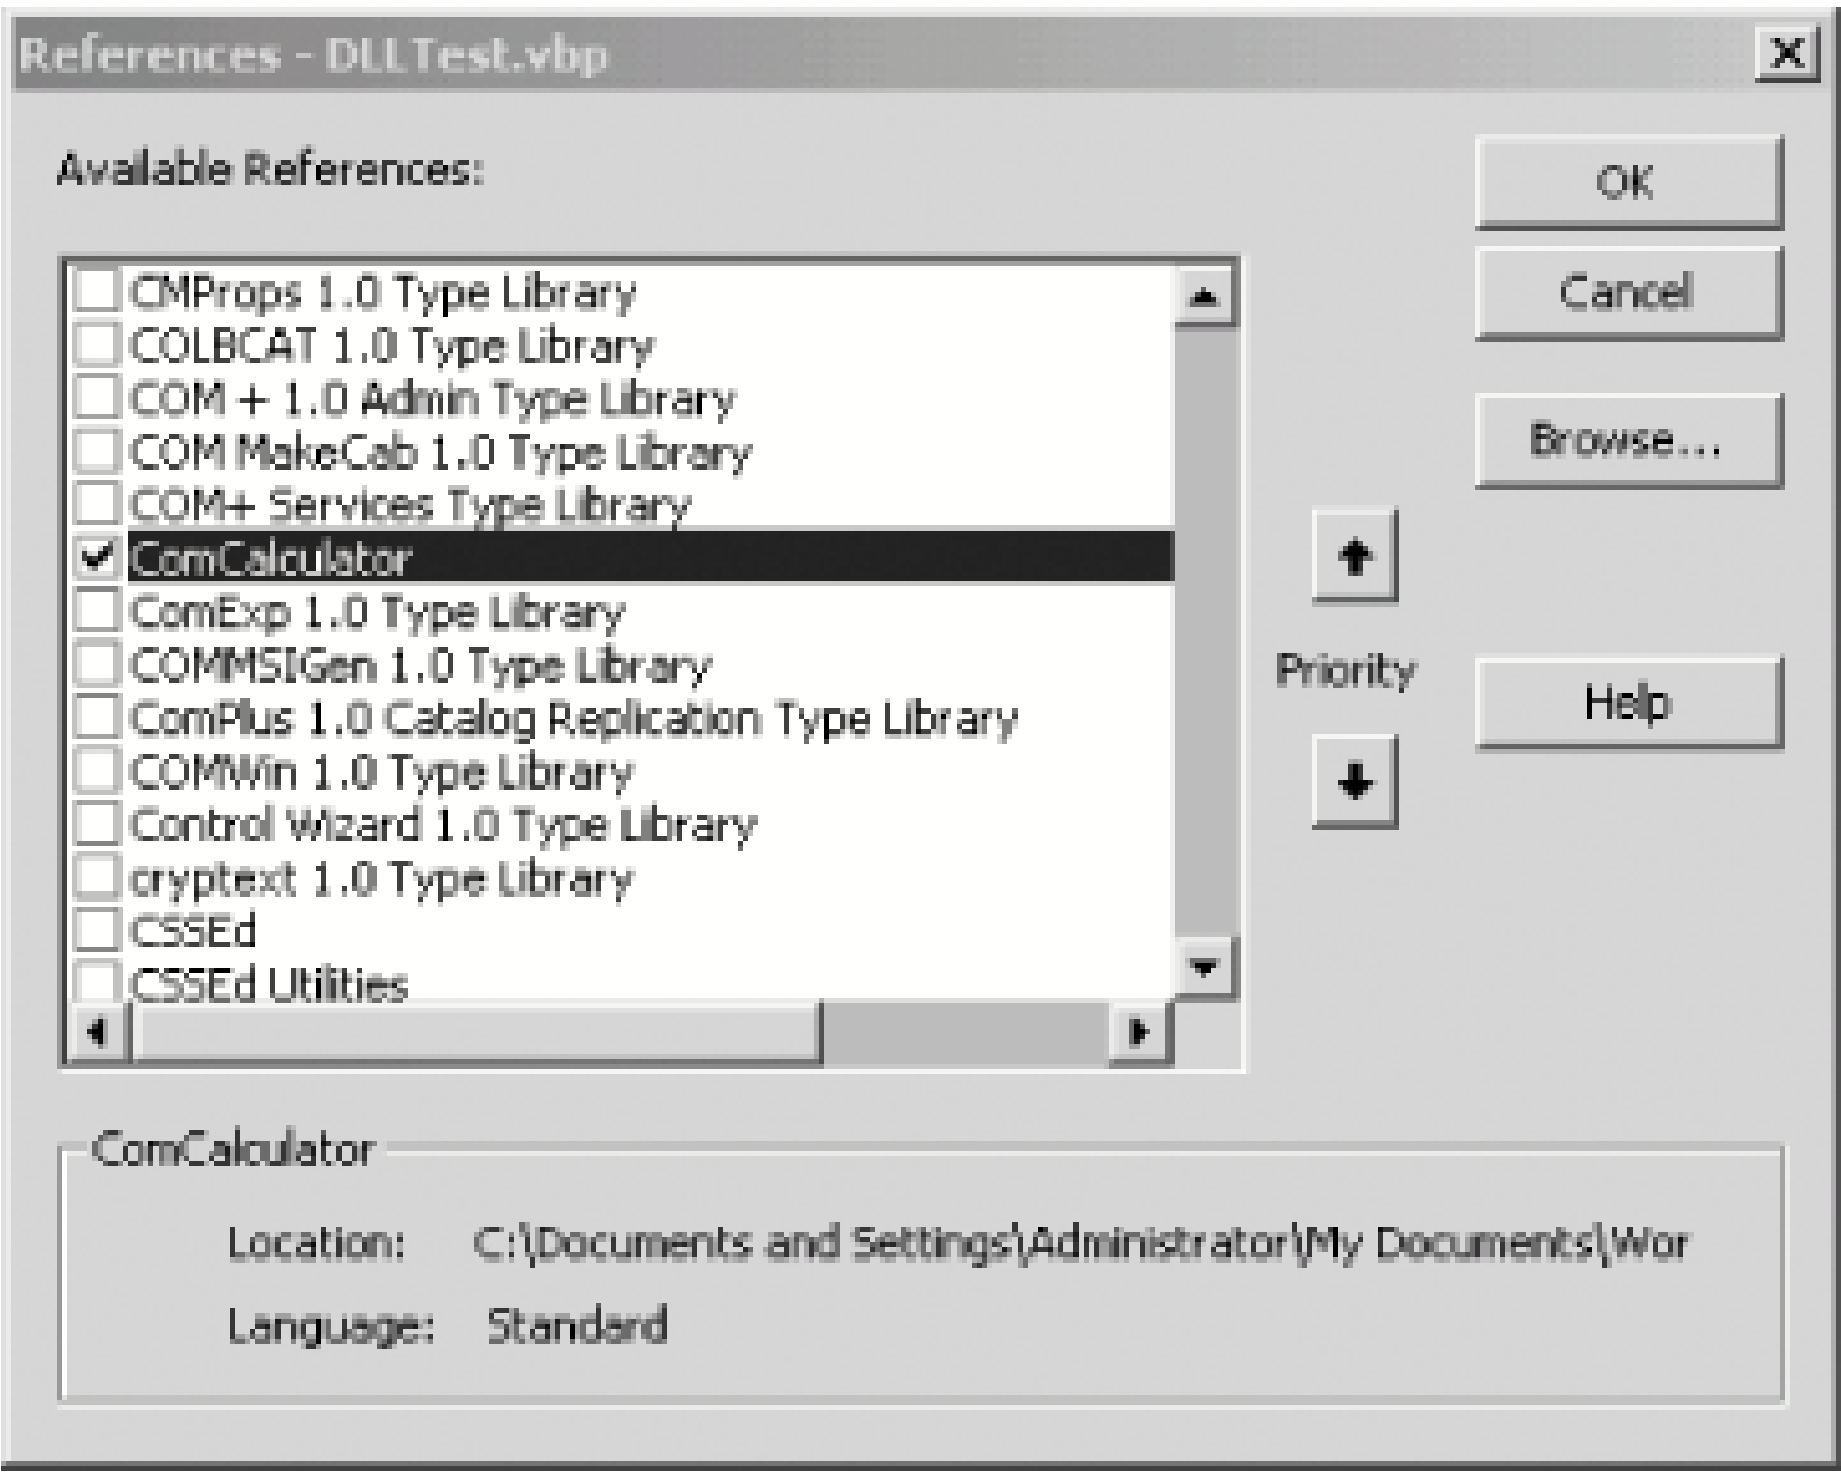 References - DLLTest.vbp
Available References:
OK
Cancel
Browse...
CMProps 1.0 Type Library
COLBCAT 1.0 Type Library
COM + 1.0 Admin Type Library
COM MakeCab 1.0 Type Library
COM+ Services Type Library
ComCalculator
ComExp 1.0 Type Library
COMMSIGen 1.0 Type Library
ComPlus 1.0 Catalog Replication Type Library
COMWin 1.0 Type Library
Control Wizard 1.0 Type Library
cryptext 1.0 Type Library
CSSEd
CSSEd Utilities
Priority
Help
ComCalculator
Location: C:\Documents and Settings\Administrator\My Documents\Wor
Language: Standard